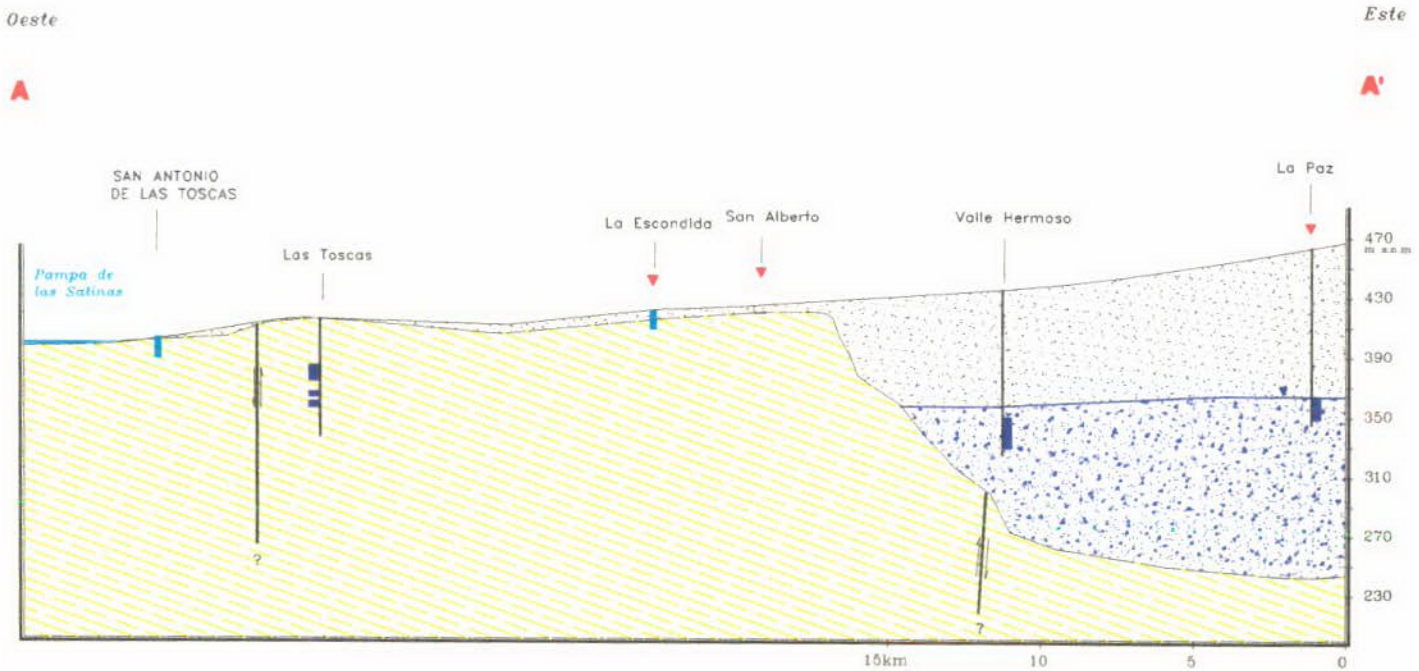 Oeste
Este
A
A'
SAN ANTONIO
DE LAS TOSCAS
La Paz
La Escondida
San Alberto
Valle Hermoso
Las Toscas
Pampa de
las Salinas
470
m s.n.m
430
390
350
310
270
230
?
?
15km
10
5
0